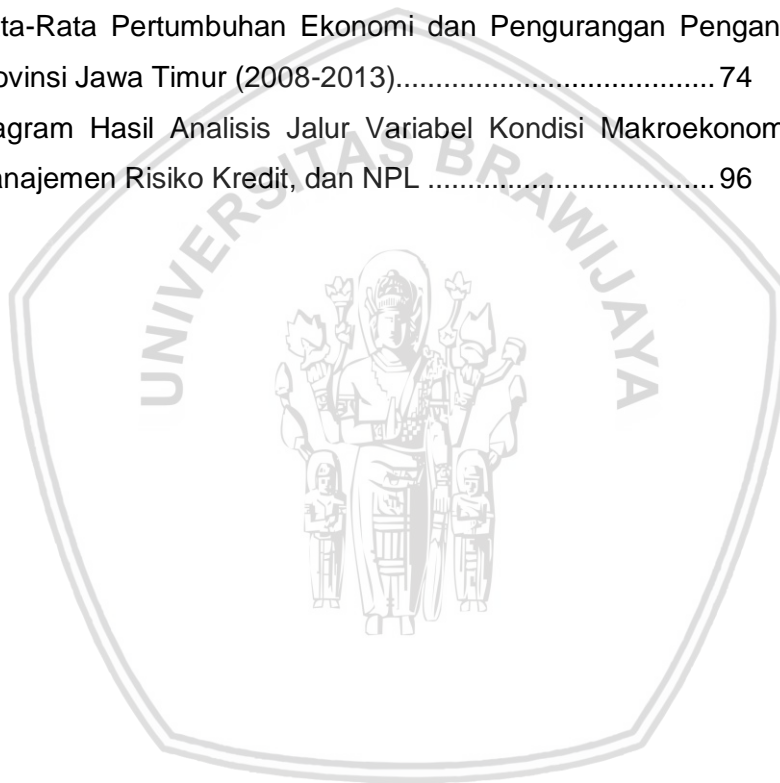 ta-Rata Pertumbuhan Ekonomi dan Pengurangan Pengan
ovinsi Jawa Timur (2008-2013)..................................... 74
agram Hasil Analisis Jalur Variabel Kondisi Makroekonom
anajemen Risiko Kredit, dan NPL ................................. 96
UNIVERSITAS BRAWIJAYA